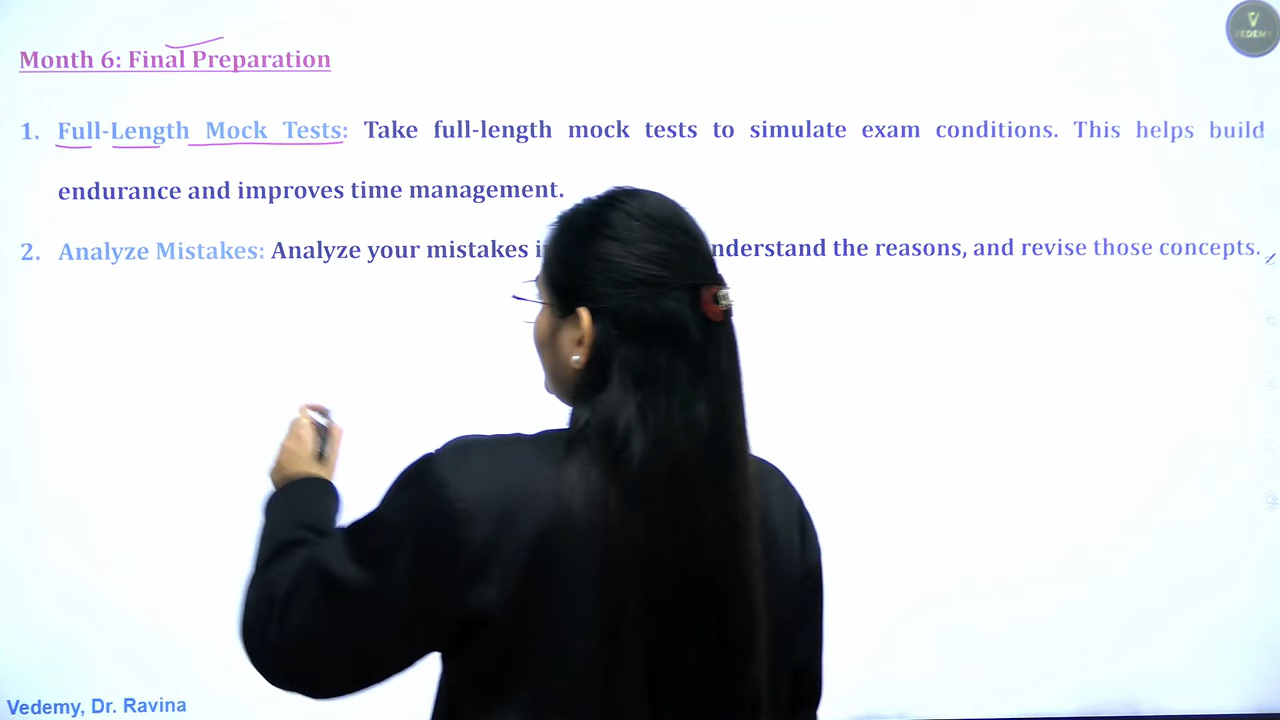 VEDEMY
Month 6: Final Preparation
1. Full-Length Mock Tests: Take full-length mock tests to simulate exam conditions. This helps build
endurance and improves time management.
2. Analyze Mistakes: Analyze your mistakes understand the reasons, and revise those concepts.
Vedemy, Dr. Ravina